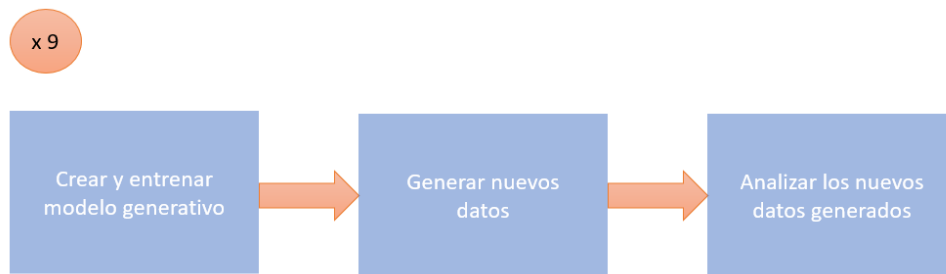 x 9
Crear y entrenar
modelo generativo
Generar nuevos
datos
Analizar los nuevos
datos generados